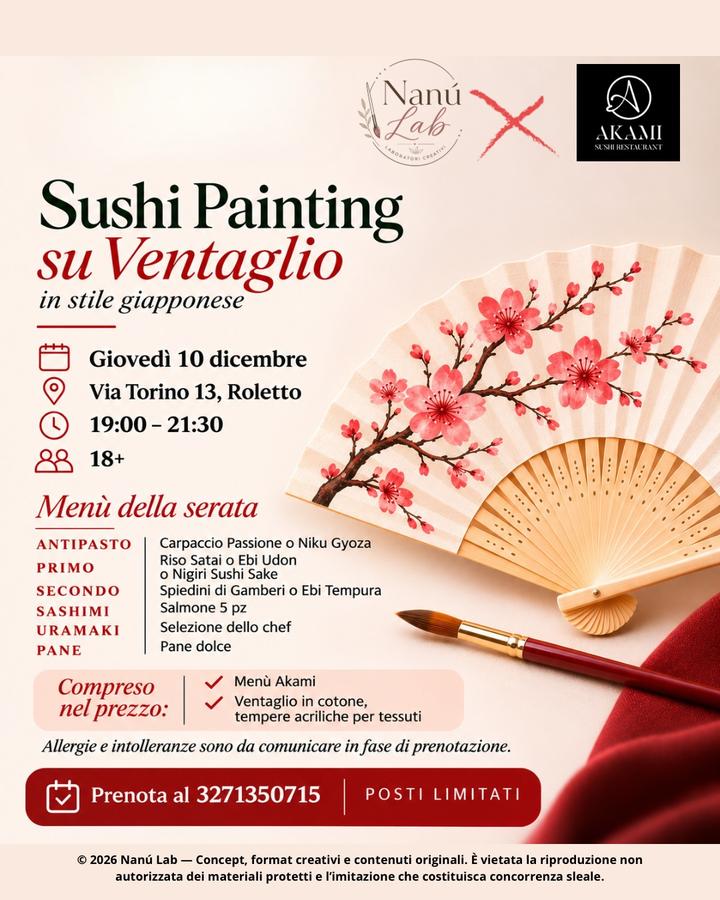 Nanú
Lab
LABORATORI CREATIVI
AKAMI
SUSHI RESTAURANT
Sushi Painting
su Ventaglio
in stile giapponese
Giovedì 10 dicembre
Via Torino 13, Roletto
19:00 – 21:30
18+
Menù della serata
ANTIPASTO Carpaccio Passione o Niku Gyoza
PRIMO Riso Satai o Ebi Udon
o Nigiri Sushi Sake
SECONDO Spiedini di Gamberi o Ebi Tempura
SASHIMI Salmone 5 pz
URAMAKI Selezione dello chef
PANE Pane dolce
Compreso
nel prezzo:
Menù Akami
Ventaglio in cotone,
tempere acriliche per tessuti
Allergie e intolleranze sono da comunicare in fase di prenotazione.
Prenota al 3271350715 POSTI LIMITATI
© 2026 Nanú Lab — Concept, format creativi e contenuti originali. È vietata la riproduzione non
autorizzata dei materiali protetti e l’imitazione che costituisca concorrenza sleale.